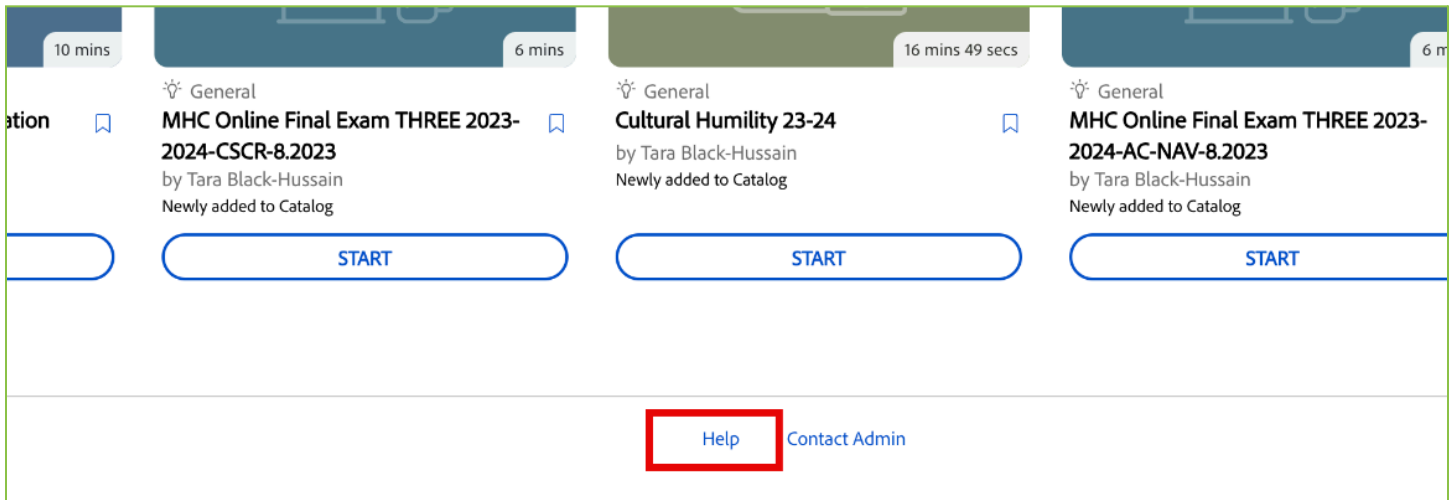 10 mins
6 mins
16 mins 49 secs
6 m
General
General
General
ation
MHC Online Final Exam THREE 2023-
2024-CSCR-8.2023
by Tara Black-Hussain
Newly added to Catalog
Cultural Humility 23-24
by Tara Black-Hussain
Newly added to Catalog
MHC Online Final Exam THREE 2023-
2024-AC-NAV-8.2023
by Tara Black-Hussain
Newly added to Catalog
START
START
START
Help
Contact Admin